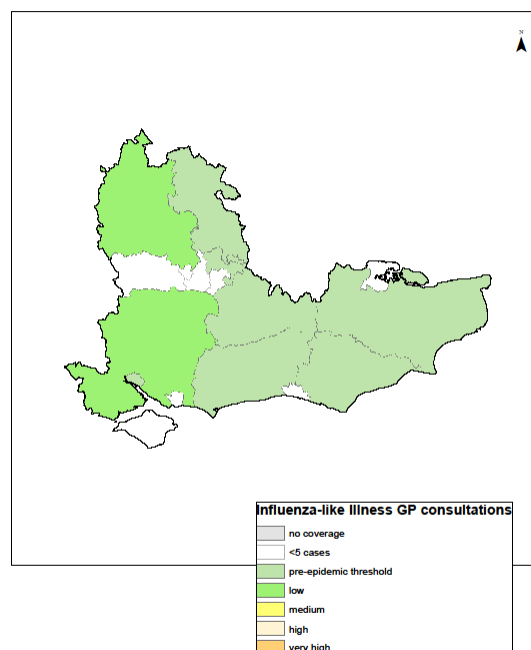 N
Influenza-like Illness GP consultations
no coverage
<5 cases
pre-epidemic threshold
low
medium
high
very high